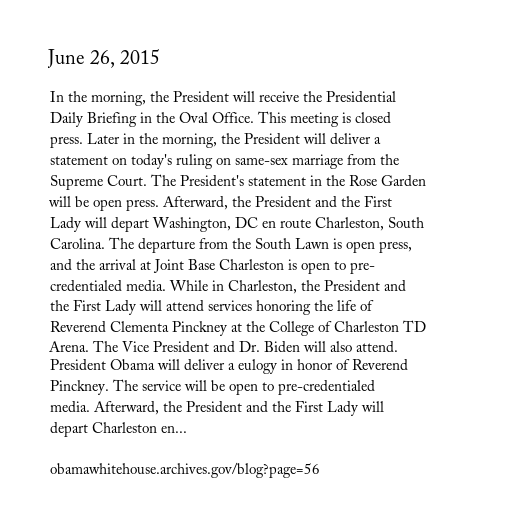 June 26, 2015
In the morning, the President will receive the Presidential
Daily Briefing in the Oval Office. This meeting is closed
press. Later in the morning, the President will deliver a
statement on today's ruling on same-sex marriage from the
Supreme Court. The President's statement in the Rose Garden
will be open press. Afterward, the President and the First
Lady will depart Washington, DC en route Charleston, South
Carolina. The departure from the South Lawn is open press,
and the arrival at Joint Base Charleston is open to pre-
credentialed media. While in Charleston, the President and
the First Lady will attend services honoring the life of
Reverend Clementa Pinckney at the College of Charleston TD
Arena. The Vice President and Dr. Biden will also attend.
President Obama will deliver a eulogy in honor of Reverend
Pinckney. The service will be open to pre-credentialed
media. Afterward, the President and the First Lady will
depart Charleston en...
obamawhitehouse.archives.gov/blog?page=56